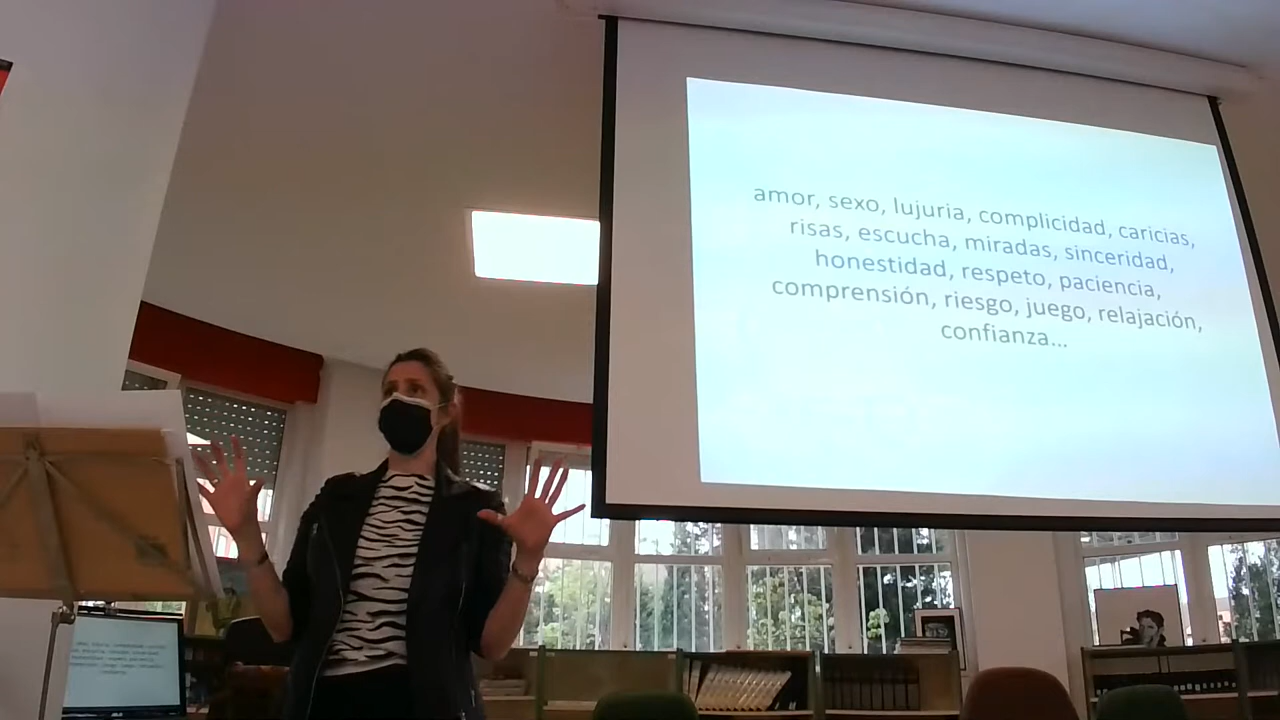 amor, sexo, lujuria, complicidad, caricias,
risas, escucha, miradas, sinceridad,
honestidad, respeto, paciencia,
comprensión, riesgo, juego, relajación,
confianza...